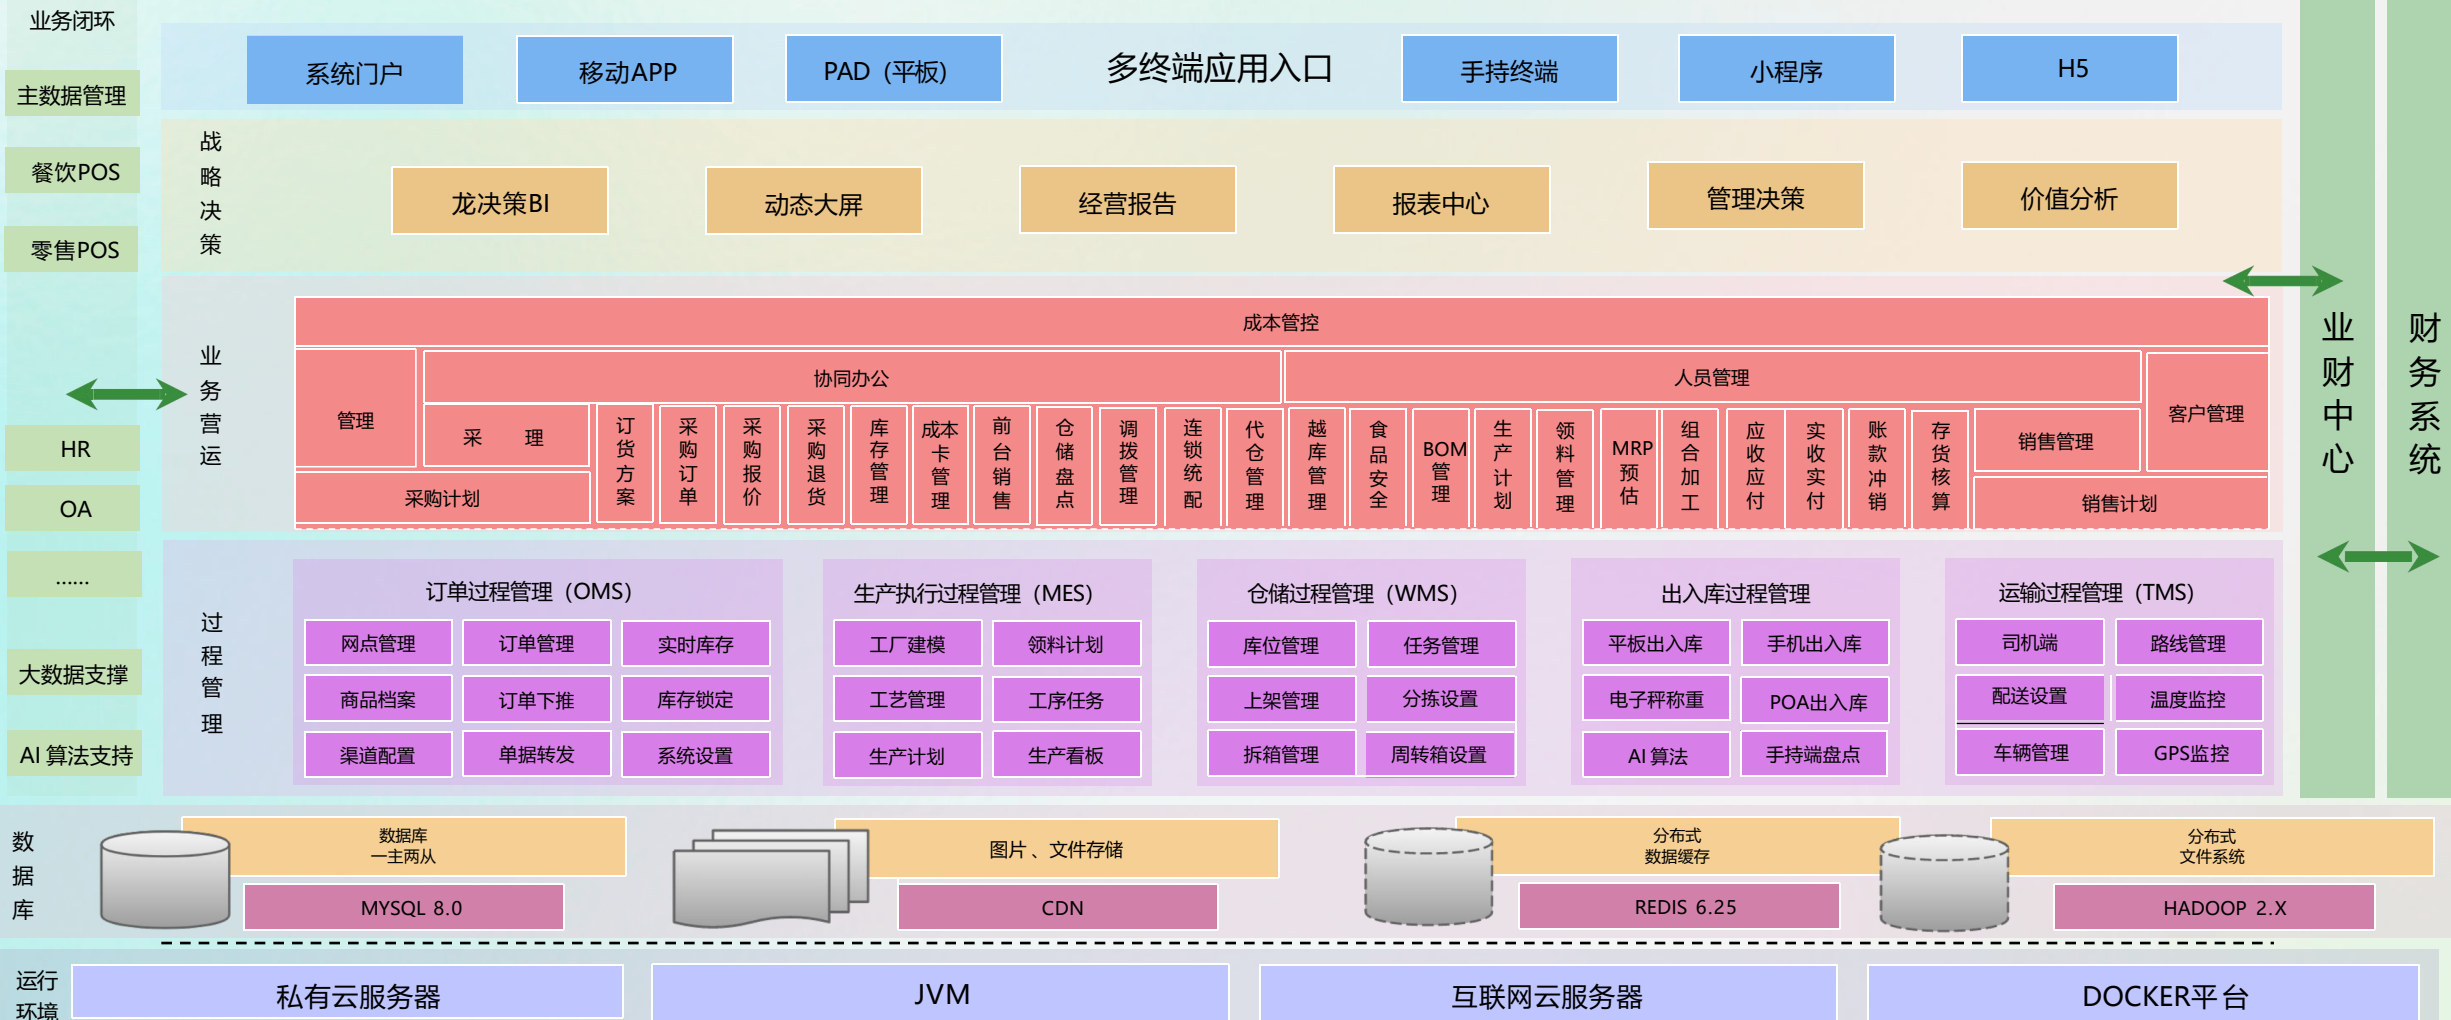 业务闭环
主数据管理
餐饮POS
零售POS
HR
OA
……
大数据支撑
AI 算法支持
系统门户
移动APP
PAD（平板）
多终端应用入口
手持终端
小程序
H5
战略决策
龙决策BI
动态大屏
经营报告
报表中心
管理决策
价值分析
业务营运
成本管控
管理
协同办公
人员管理
客户管理
采 理
采购计划
订货方案
采购订单
采购报价
采购退货
库存管理
成本卡管理
前台销售
仓储盘点
调拨管理
连锁统配
代仓管理
越库管理
食品安全
BOM管理
生产计划
领料管理
MRP预估
组合加工
应收应付
实收实付
账款冲销
存货核算
销售管理
销售计划
过程管理
订单过程管理（OMS）
网点管理
订单管理
实时库存
商品档案
订单下推
库存锁定
渠道配置
单据转发
系统设置
生产执行过程管理（MES）
工厂建模
领料计划
工艺管理
工序任务
生产计划
生产看板
仓储过程管理（WMS）
库位管理
任务管理
上架管理
分拣设置
拆箱管理
周转箱设置
出入库过程管理
平板出入库
手机出入库
电子秤称重
POA出入库
AI 算法
手持端盘点
运输过程管理（TMS）
司机端
路线管理
配送设置
温度监控
车辆管理
GPS监控
业财中心
财务系统
数据库
数据库
一主两从
MYSQL 8.0
图片、文件存储
CDN
分布式
数据缓存
REDIS 6.25
分布式
文件系统
HADOOP 2.X
运行
环境
私有云服务器
JVM
互联网云服务器
DOCKER平台